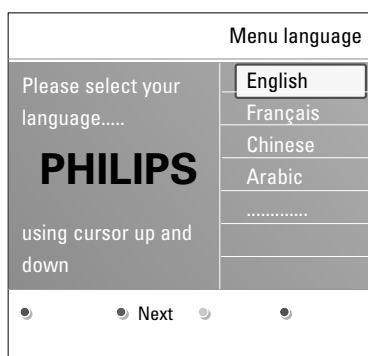 Menu language
Please select your
language.....
PHILIPS
using cursor up and
down
English
Français
Chinese
Arabic
.............
Next